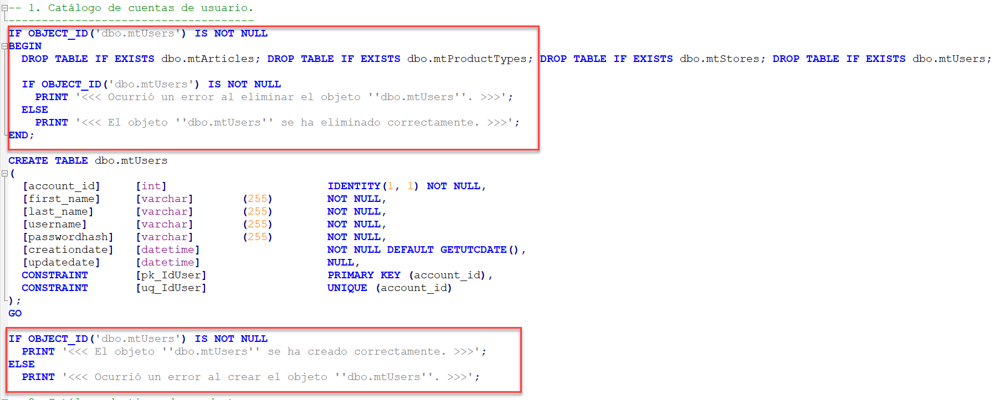 -- 1. Catálogo de cuentas de usuario.
-------------------------------------
IF OBJECT_ID('dbo.mtUsers') IS NOT NULL
BEGIN
  DROP TABLE IF EXISTS dbo.mtArticles; DROP TABLE IF EXISTS dbo.mtProductTypes; DROP TABLE IF EXISTS dbo.mtStores; DROP TABLE IF EXISTS dbo.mtUsers;
  IF OBJECT_ID('dbo.mtUsers') IS NOT NULL
    PRINT '<<< Ocurrió un error al eliminar el objeto ''dbo.mtUsers''. >>>';
  ELSE
    PRINT '<<< El objeto ''dbo.mtUsers'' se ha eliminado correctamente. >>>';
END;
CREATE TABLE dbo.mtUsers
(
  [account_id] [int] IDENTITY(1, 1) NOT NULL,
  [first_name] [varchar] (255) NOT NULL,
  [last_name] [varchar] (255) NOT NULL,
  [username] [varchar] (255) NOT NULL,
  [passwordhash] [varchar] (255) NOT NULL,
  [creationdate] [datetime] NOT NULL DEFAULT GETUTCDATE(),
  [updatedate] [datetime] NULL,
  CONSTRAINT [pk_IdUser] PRIMARY KEY (account_id),
  CONSTRAINT [uq_IdUser] UNIQUE (account_id)
);
GO
IF OBJECT_ID('dbo.mtUsers') IS NOT NULL
  PRINT '<<< El objeto ''dbo.mtUsers'' se ha creado correctamente. >>>';
ELSE
  PRINT '<<< Ocurrió un error al crear el objeto ''dbo.mtUsers''. >>>';